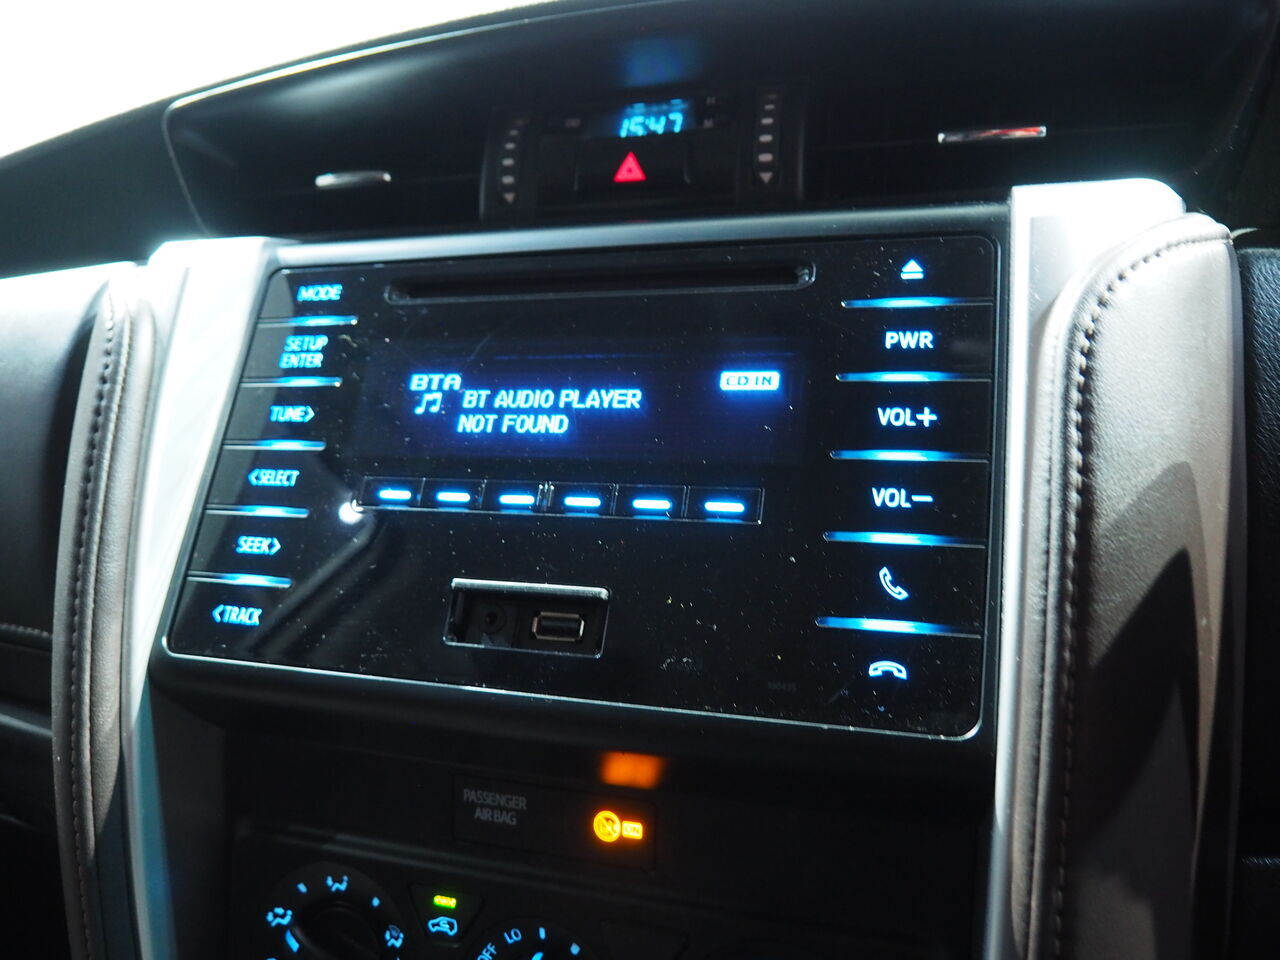 15:47
MODE
SETUP
ENTER
TUNE>
<SELECT
SEEK>
<TRACK
BTA
BT AUDIO PLAYER
NOT FOUND
CD IN
PWR
VOL+
VOL-
PASSENGER
AIR BAG
ON
OFF
LO